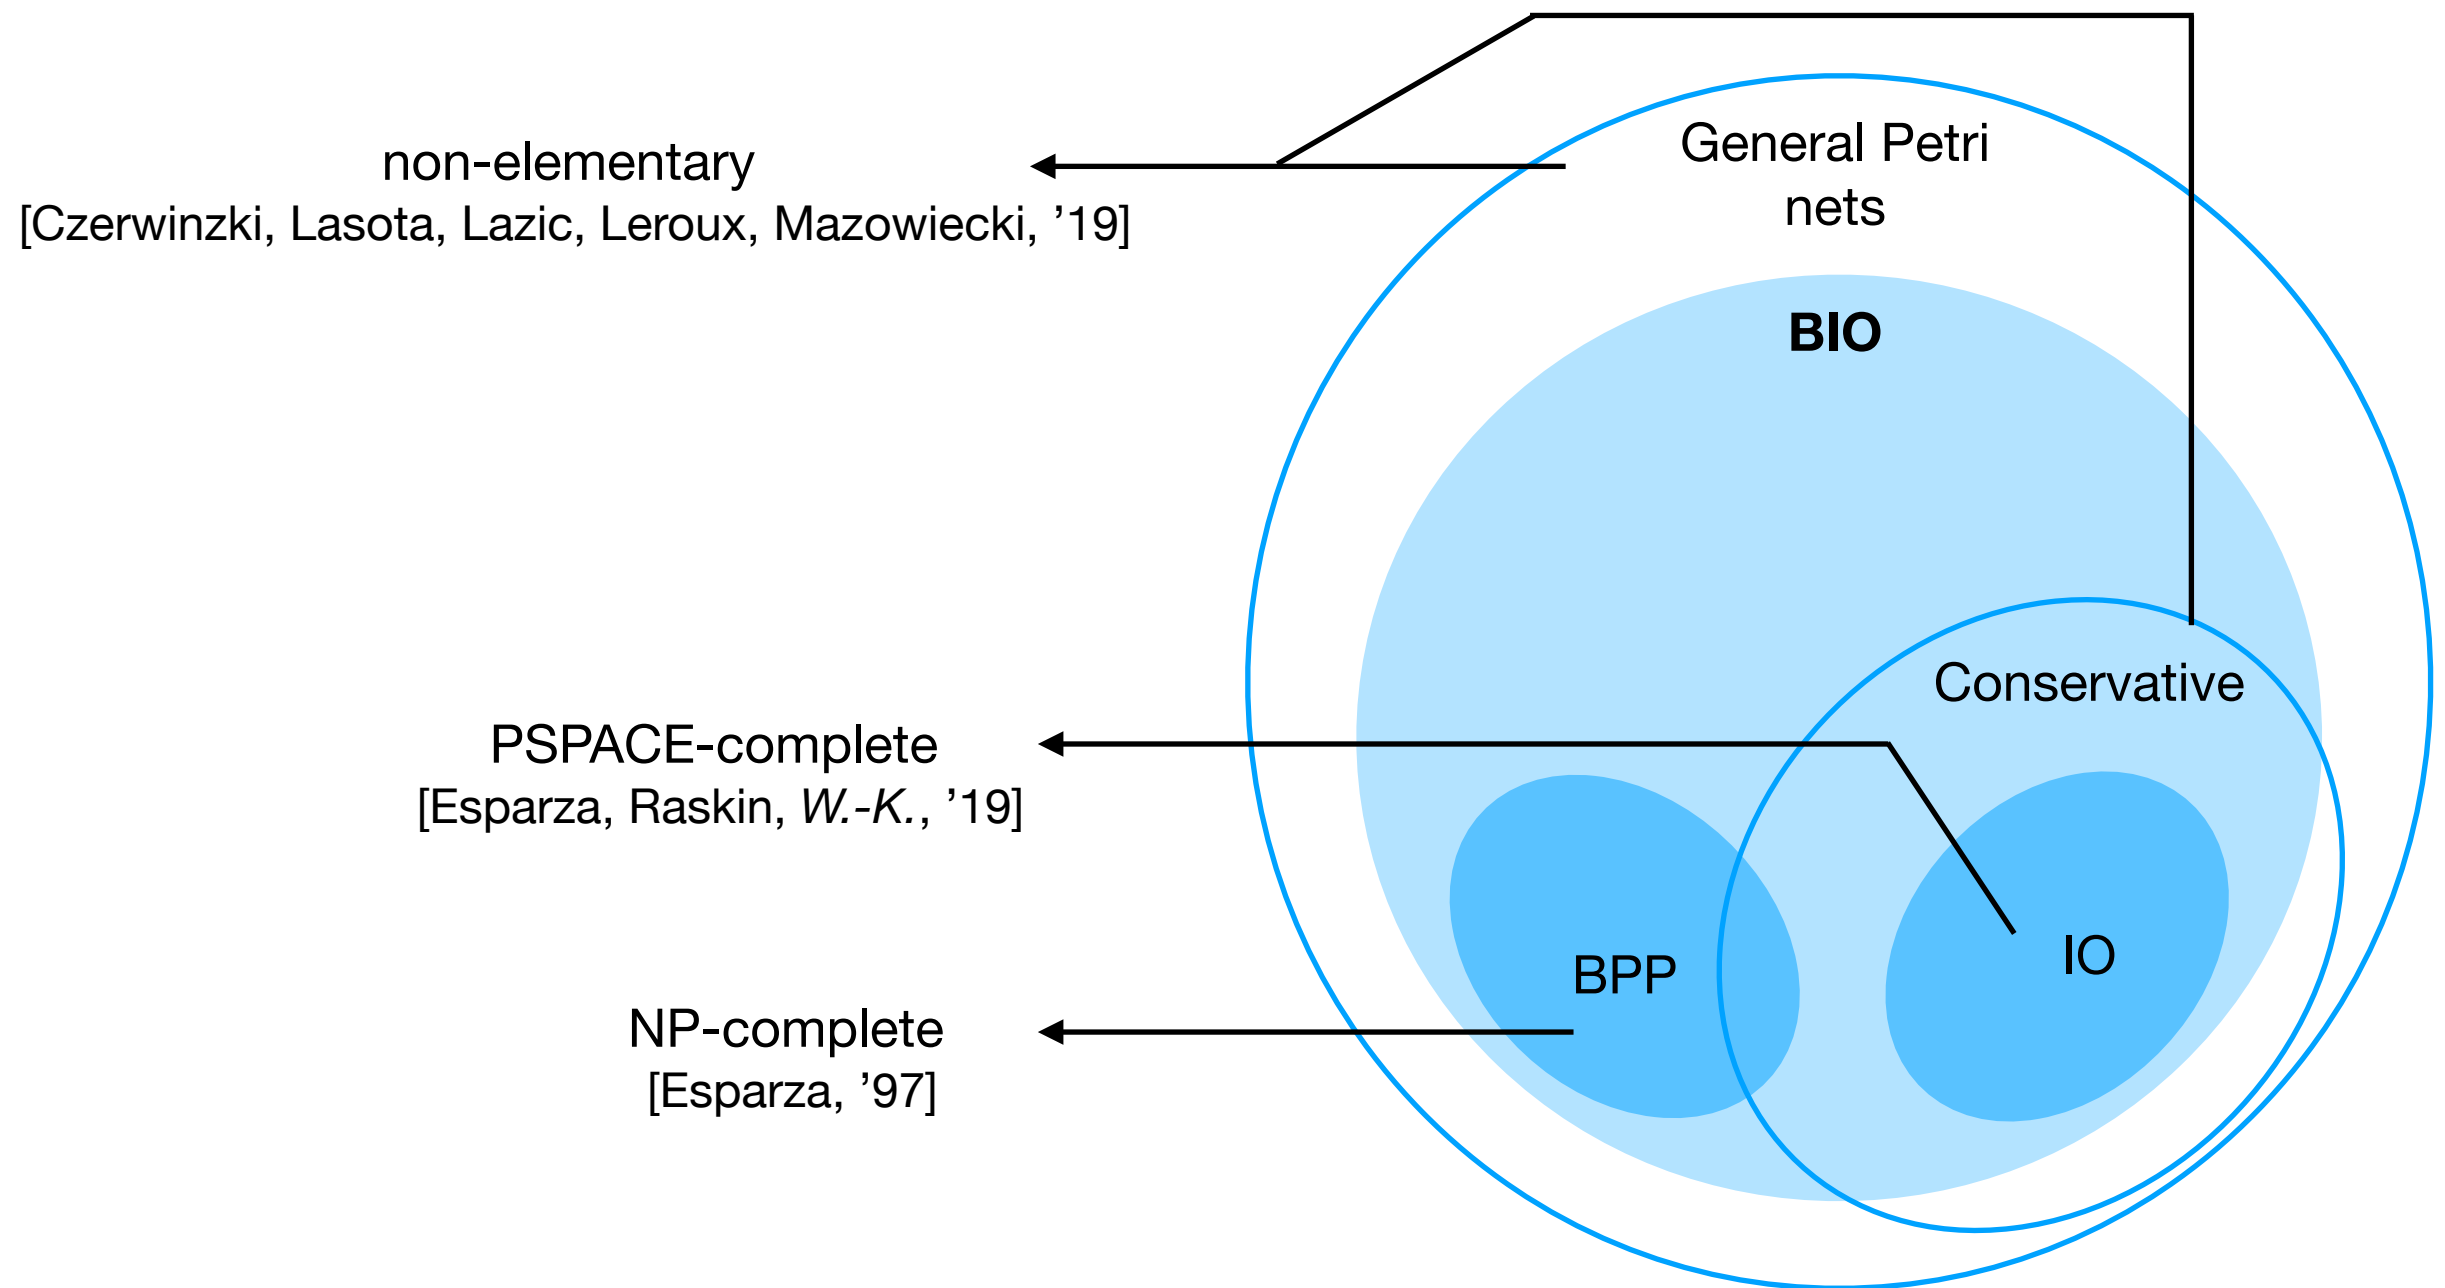 non-elementary
[Czerwinzki, Lasota, Lazic, Leroux, Mazowiecki, ’19]
General Petri
nets
BIO
Conservative
PSPACE-complete
[Esparza, Raskin, W.-K., ’19]
BPP
IO
NP-complete
[Esparza, ’97]